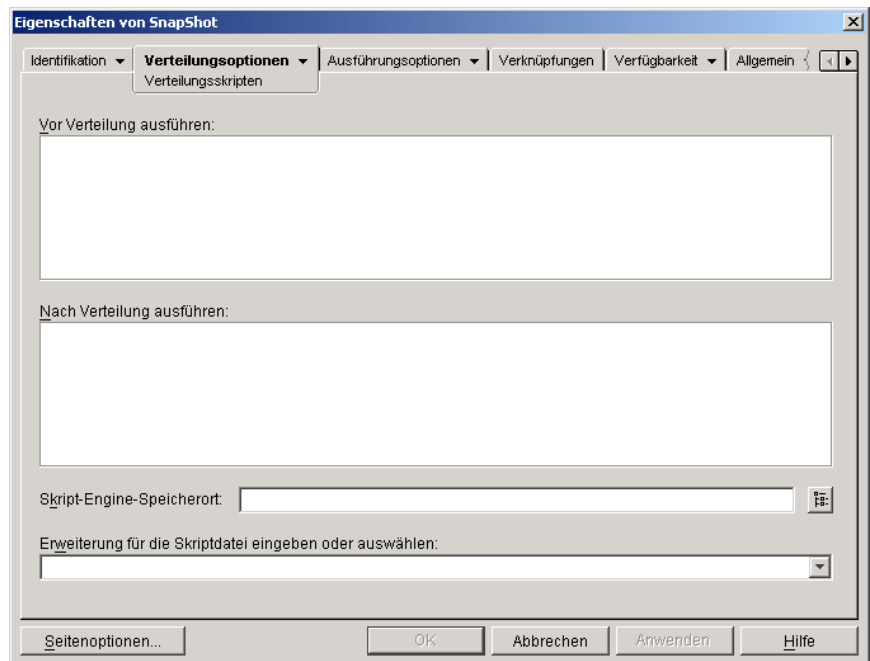 Eigenschaften von SnapShot
Identifikation
Verteilungsoptionen
Ausführungsoptionen
Verknüpfungen
Verfügbarkeit
Allgemein
Verteilungsskripten
Vor Verteilung ausführen:
Nach Verteilung ausführen:
Skript-Engine-Speicherort:
Erweiterung für die Skriptdatei eingeben oder auswählen:
Seitenoptionen...
OK
Abbrechen
Anwenden
Hilfe